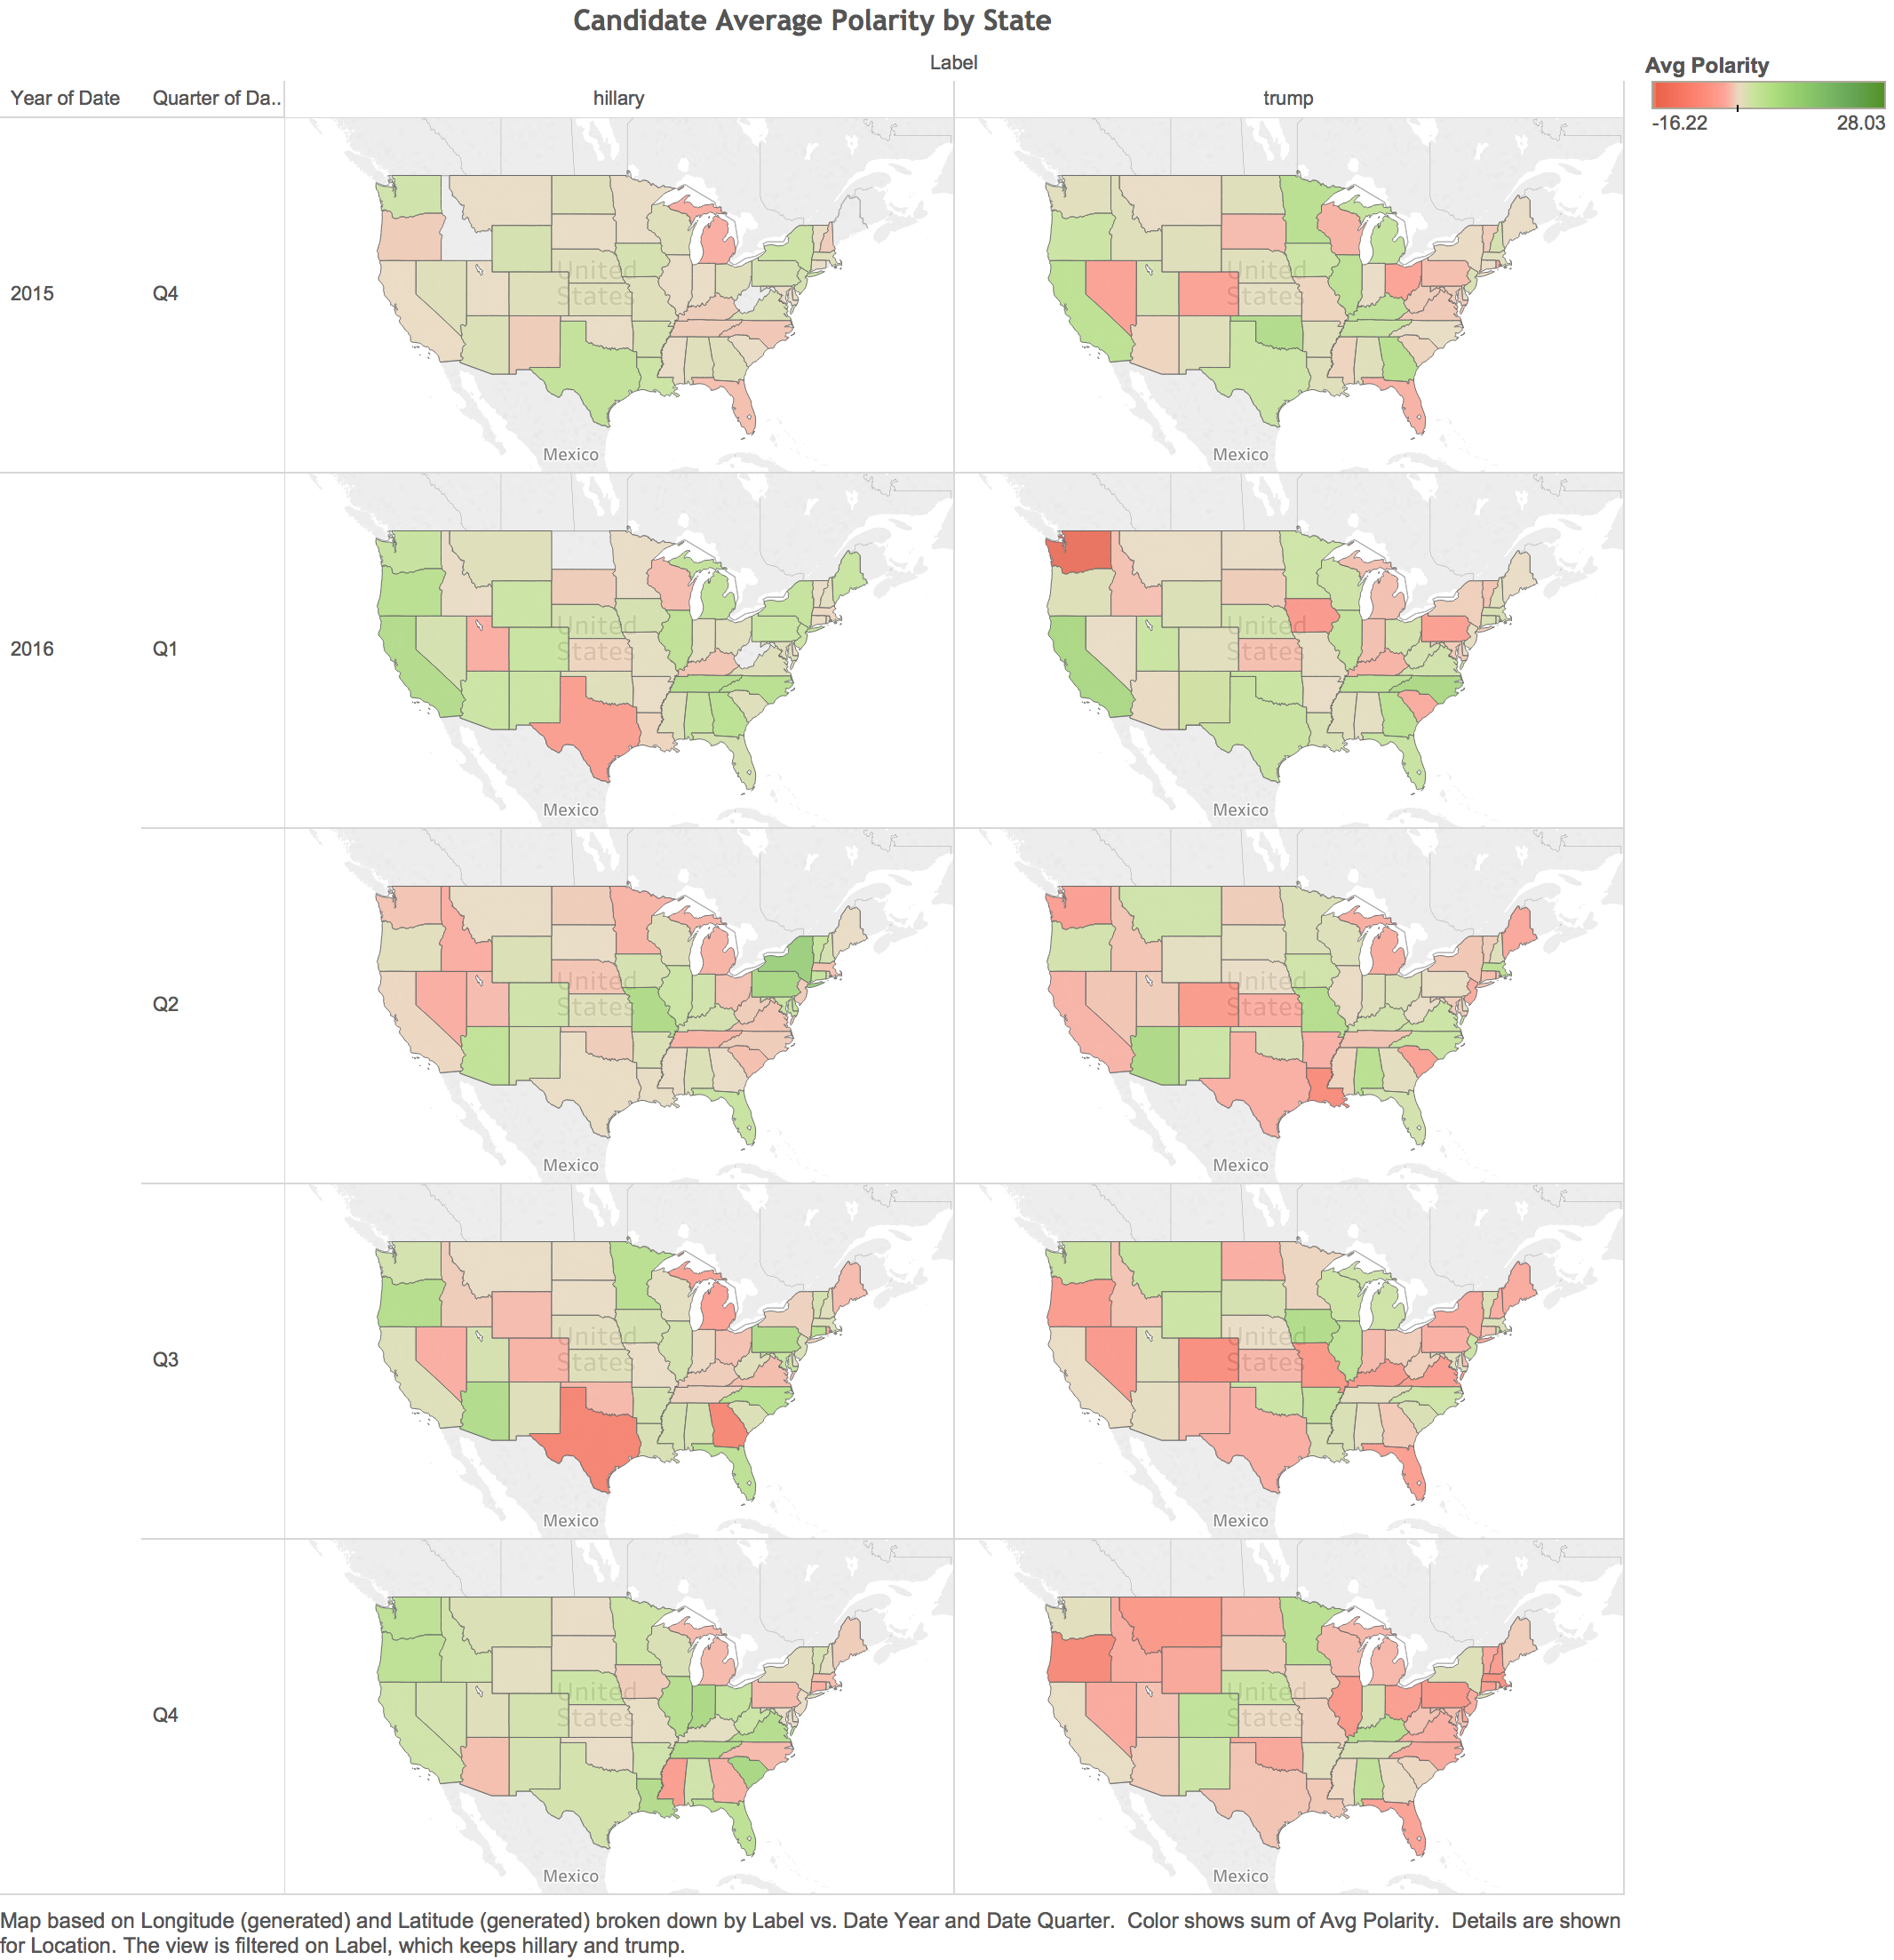 Candidate Average Polarity by State
Label
Avg Polarity
-16.22 28.03
Year of Date Quarter of Da.. hillary trump
2015 Q4
United States
Mexico
United States
Mexico
2016 Q1
United States
Mexico
United States
Mexico
Q2
United States
Mexico
United States
Mexico
Q3
United States
Mexico
United States
Mexico
Q4
United States
Mexico
United States
Mexico
Map based on Longitude (generated) and Latitude (generated) broken down by Label vs. Date Year and Date Quarter.  Color shows sum of Avg Polarity.  Details are shown
for Location. The view is filtered on Label, which keeps hillary and trump.